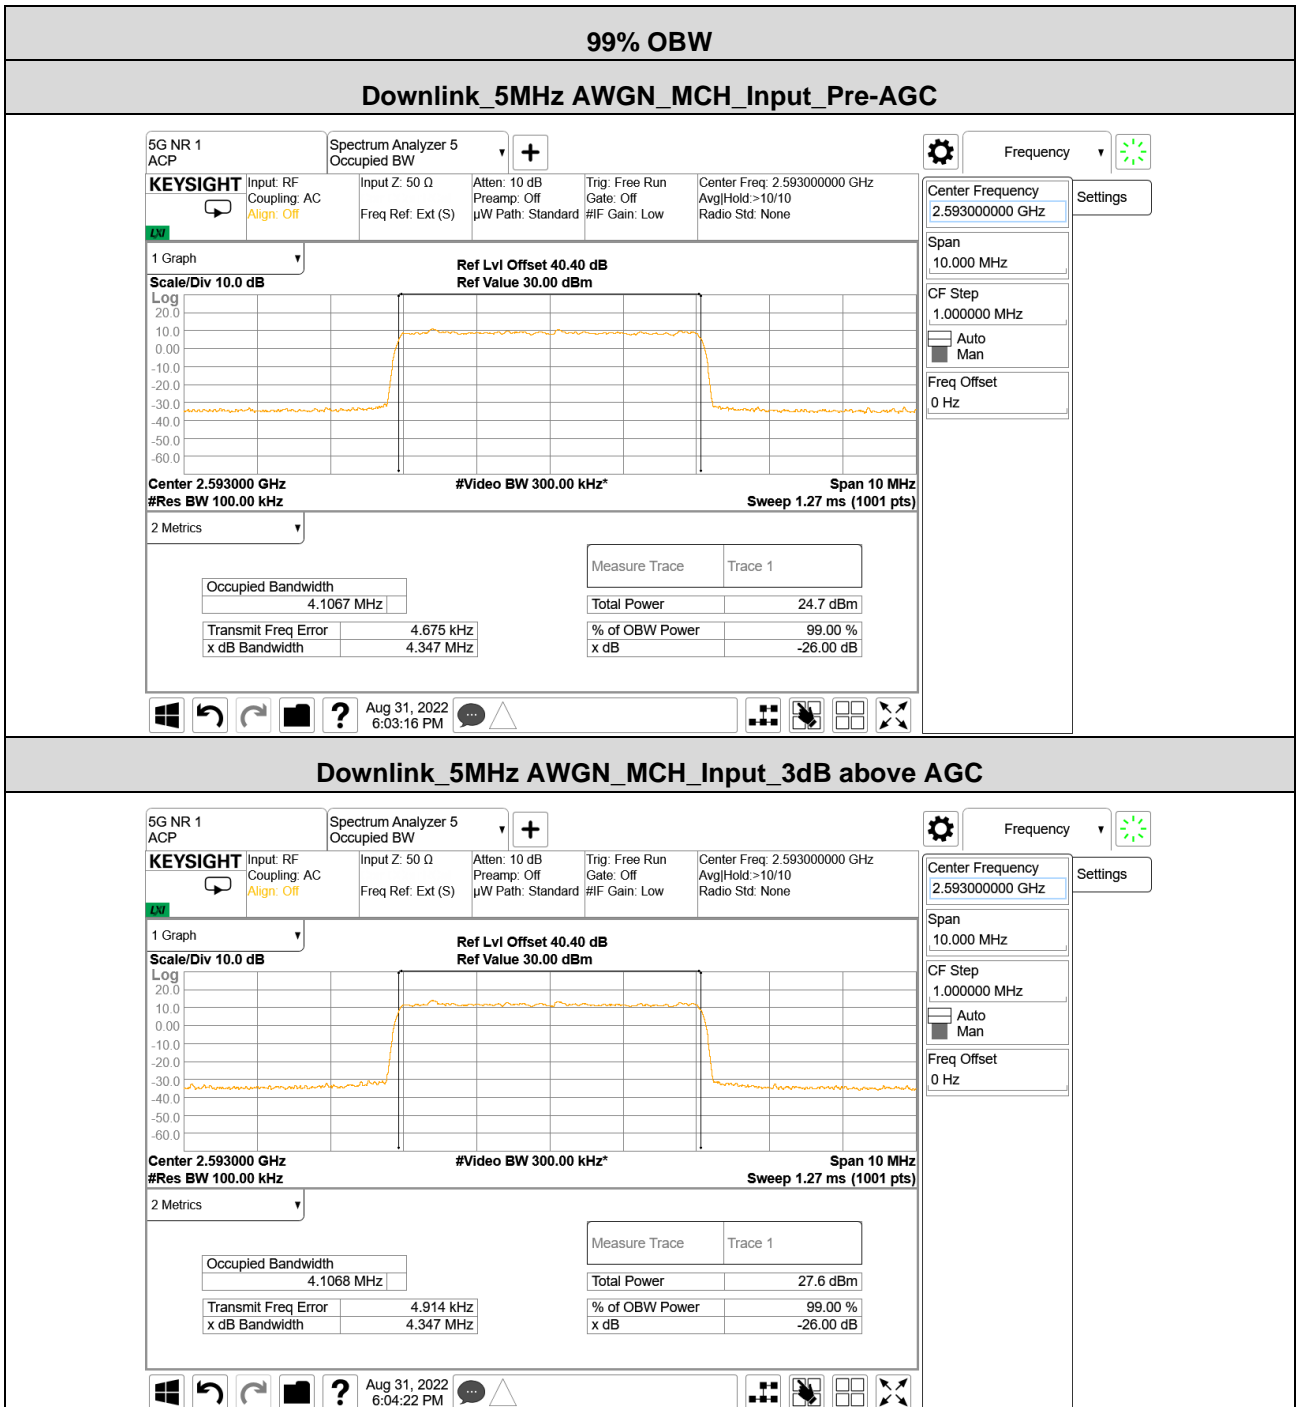 99% OBW
Downlink_5MHz AWGN_MCH_Input_Pre-AGC
5G NR 1
ACP
Spectrum Analyzer 5
Occupied BW
Frequency
KEYSIGHT
LXI
Input: RF
Coupling: AC
Align: Off
Input Z: 50 Ω
Freq Ref: Ext (S)
Atten: 10 dB
Preamp: Off
µW Path: Standard
Trig: Free Run
Gate: Off
#IF Gain: Low
Center Freq: 2.593000000 GHz
Avg|Hold:>10/10
Radio Std: None
Center Frequency
2.593000000 GHz
Settings
Span
10.000 MHz
CF Step
1.000000 MHz
Auto
Man
Freq Offset
0 Hz
1 Graph
Scale/Div 10.0 dB
Ref Lvl Offset 40.40 dB
Ref Value 30.00 dBm
Log
20.0
10.0
0.00
-10.0
-20.0
-30.0
-40.0
-50.0
-60.0
Center 2.593000 GHz
#Video BW 300.00 kHz*
Span 10 MHz
#Res BW 100.00 kHz
Sweep 1.27 ms (1001 pts)
2 Metrics
Measure Trace Trace 1
Occupied Bandwidth
4.1067 MHz
Total Power 24.7 dBm
Transmit Freq Error 4.675 kHz
% of OBW Power 99.00 %
x dB Bandwidth 4.347 MHz
x dB -26.00 dB
?
Aug 31, 2022
6:03:16 PM
Downlink_5MHz AWGN_MCH_Input_3dB above AGC
5G NR 1
ACP
Spectrum Analyzer 5
Occupied BW
Frequency
KEYSIGHT
LXI
Input: RF
Coupling: AC
Align: Off
Input Z: 50 Ω
Freq Ref: Ext (S)
Atten: 10 dB
Preamp: Off
µW Path: Standard
Trig: Free Run
Gate: Off
#IF Gain: Low
Center Freq: 2.593000000 GHz
Avg|Hold:>10/10
Radio Std: None
Center Frequency
2.593000000 GHz
Settings
Span
10.000 MHz
CF Step
1.000000 MHz
Auto
Man
Freq Offset
0 Hz
1 Graph
Scale/Div 10.0 dB
Ref Lvl Offset 40.40 dB
Ref Value 30.00 dBm
Log
20.0
10.0
0.00
-10.0
-20.0
-30.0
-40.0
-50.0
-60.0
Center 2.593000 GHz
#Video BW 300.00 kHz*
Span 10 MHz
#Res BW 100.00 kHz
Sweep 1.27 ms (1001 pts)
2 Metrics
Measure Trace Trace 1
Occupied Bandwidth
4.1068 MHz
Total Power 27.6 dBm
Transmit Freq Error 4.914 kHz
% of OBW Power 99.00 %
x dB Bandwidth 4.347 MHz
x dB -26.00 dB
?
Aug 31, 2022
6:04:22 PM